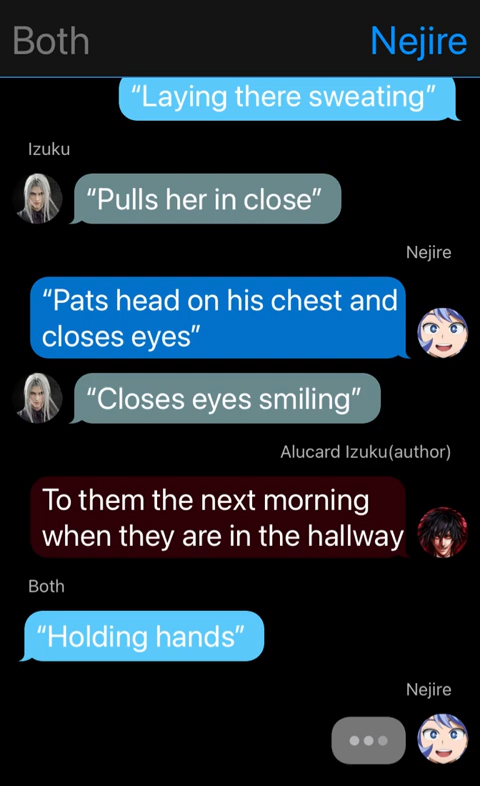 Both
Nejire
“Laying there sweating”
Izuku
“Pulls her in close”
Nejire
“Pats head on his chest and
closes eyes”
“Closes eyes smiling”
Alucard Izuku(author)
To them the next morning
when they are in the hallway
Both
“Holding hands”
Nejire